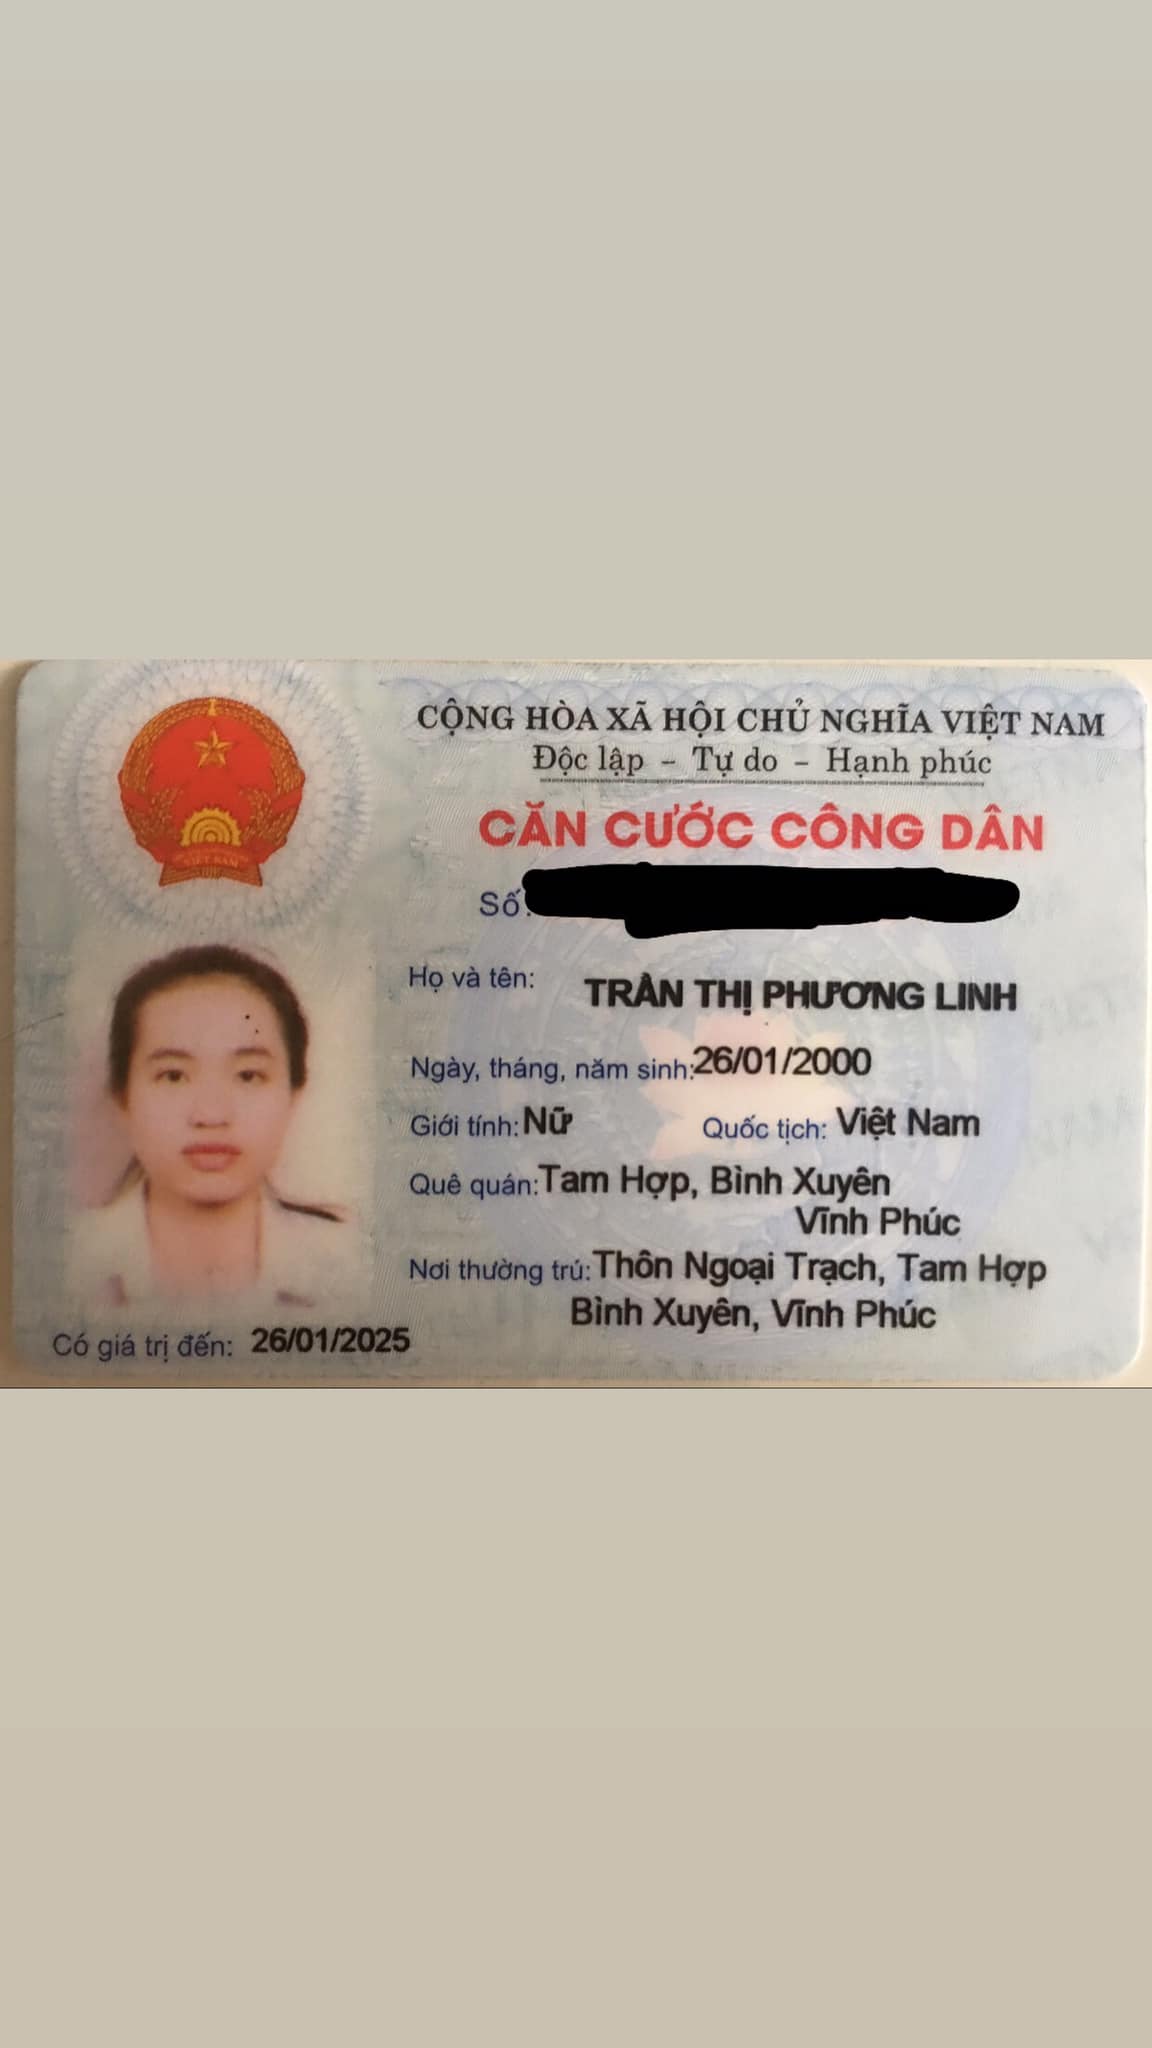 CỘNG HÒA XÃ HỘI CHỦ NGHĨA VIỆT NAM
Độc lập – Tự do – Hạnh phúc
CĂN CƯỚC CÔNG DÂN
Số:
Họ và tên: TRẦN THỊ PHƯƠNG LINH
Ngày, tháng, năm sinh: 26/01/2000
Giới tính: Nữ Quốc tịch: Việt Nam
Quê quán: Tam Hợp, Bình Xuyên
Vĩnh Phúc
Nơi thường trú: Thôn Ngoại Trạch, Tam Hợp
Bình Xuyên, Vĩnh Phúc
Có giá trị đến: 26/01/2025
VIỆT NAM